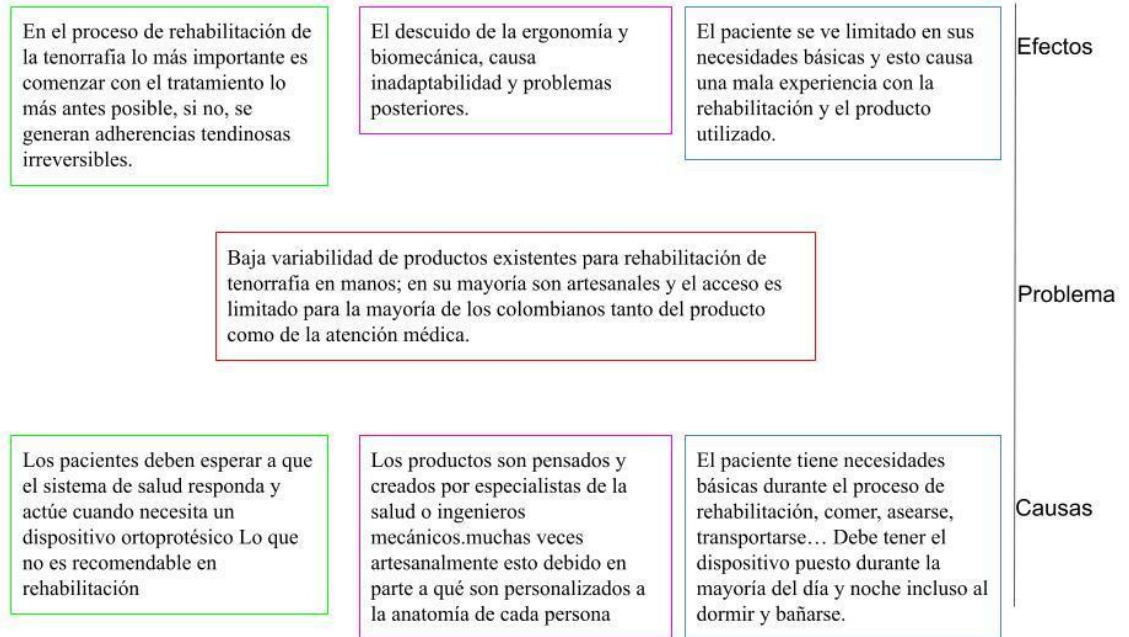 En el proceso de rehabilitación de
la tenorrafia lo más importante es
comenzar con el tratamiento lo
más antes posible, si no, se
generan adherencias tendinosas
irreversibles.
El descuido de la ergonomía y
biomecánica, causa
inadaptabilidad y problemas
posteriores.
El paciente se ve limitado en sus
necesidades básicas y esto causa
una mala experiencia con la
rehabilitación y el producto
utilizado.
Efectos
Baja variabilidad de productos existentes para rehabilitación de
tenorrafia en manos; en su mayoría son artesanales y el acceso es
limitado para la mayoría de los colombianos tanto del producto
como de la atención médica.
Problema
Los pacientes deben esperar a que
el sistema de salud responda y
actúe cuando necesita un
dispositivo ortoprotésico Lo que
no es recomendable en
rehabilitación
Los productos son pensados y
creados por especialistas de la
salud o ingenieros
mecánicos.muchas veces
artesanalmente esto debido en
parte a qué son personalizados a
la anatomía de cada persona
El paciente tiene necesidades
básicas durante el proceso de
rehabilitación, comer, asearse,
transportarse… Debe tener el
dispositivo puesto durante la
mayoría del día y noche incluso al
dormir y bañarse.
Causas